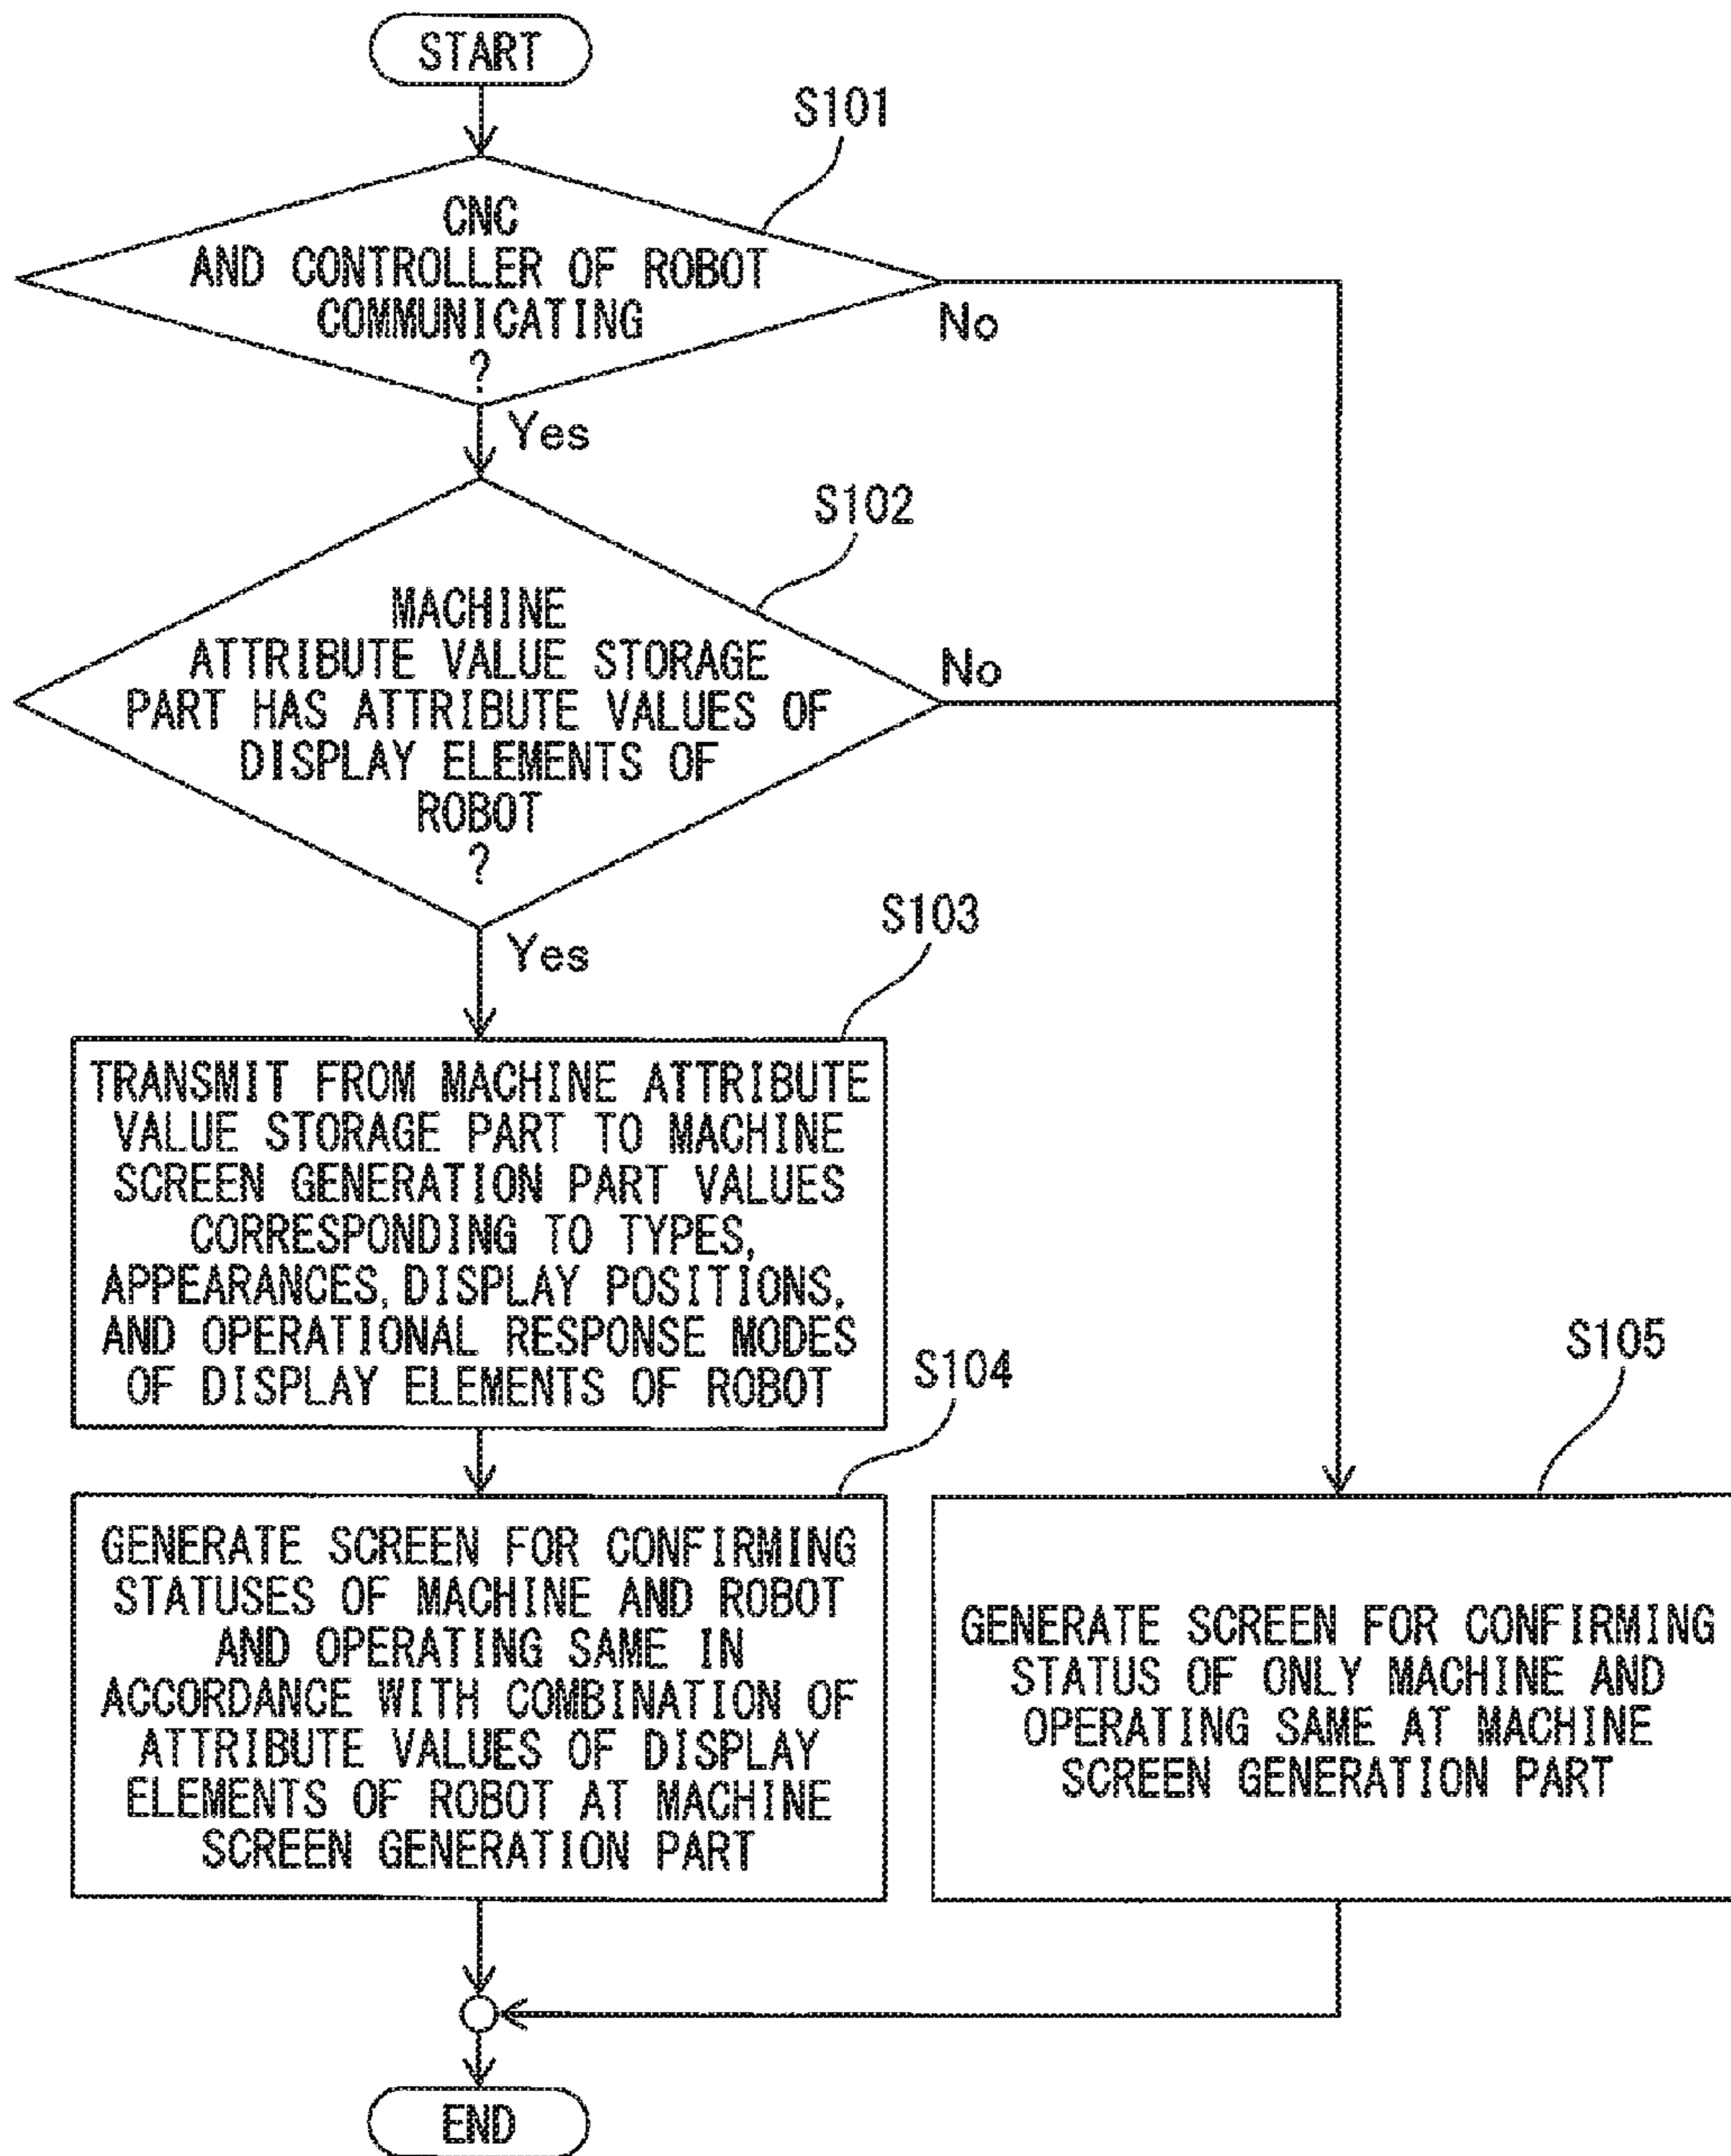 START
S101
CNC
AND CONTROLLER OF ROBOT
COMMUNICATING
?
No
Yes
S102
MACHINE
ATTRIBUTE VALUE STORAGE
PART HAS ATTRIBUTE VALUES OF
DISPLAY ELEMENTS OF
ROBOT
?
No
Yes
S103
TRANSMIT FROM MACHINE ATTRIBUTE
VALUE STORAGE PART TO MACHINE
SCREEN GENERATION PART VALUES
CORRESPONDING TO TYPES,
APPEARANCES, DISPLAY POSITIONS,
AND OPERATIONAL RESPONSE MODES
OF DISPLAY ELEMENTS OF ROBOT
S104
GENERATE SCREEN FOR CONFIRMING
STATUSES OF MACHINE AND ROBOT
AND OPERATING SAME IN
ACCORDANCE WITH COMBINATION OF
ATTRIBUTE VALUES OF DISPLAY
ELEMENTS OF ROBOT AT MACHINE
SCREEN GENERATION PART
S105
GENERATE SCREEN FOR CONFIRMING
STATUS OF ONLY MACHINE AND
OPERATING SAME AT MACHINE
SCREEN GENERATION PART
END